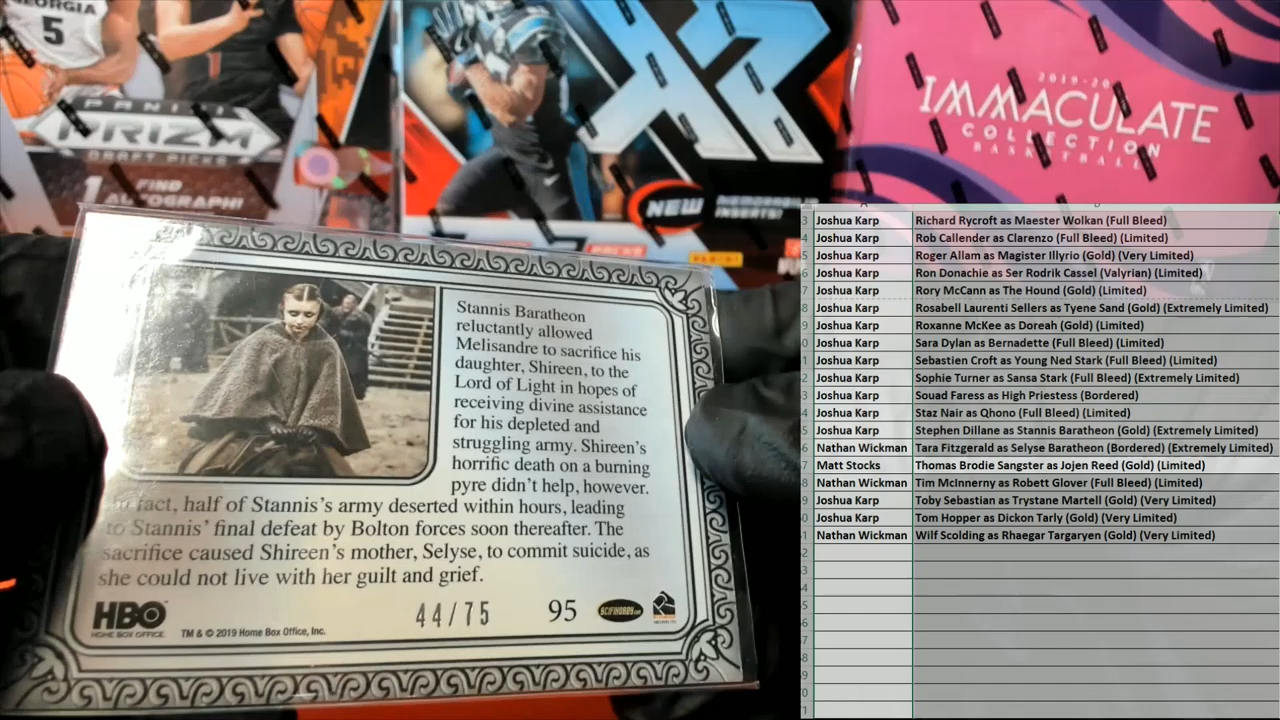 GEORGIA
5
PANINI
PRIZM
DRAFT PICKS
1
FIND
AUTOGRAPH!
XR
NEW
MEMORABILIA
INSERTS!
PANINI
2019-20
IMMACULATE
COLLECTION
BASKETBALL
Stannis Baratheon
reluctantly allowed
Melisandre to sacrifice his
daughter, Shireen, to the
Lord of Light in hopes of
receiving divine assistance
for his depleted and
struggling army. Shireen's
horrific death on a burning
pyre didn't help, however.
In fact, half of Stannis's army deserted within hours, leading
to Stannis' final defeat by Bolton forces soon thereafter. The
sacrifice caused Shireen's mother, Selyse, to commit suicide, as
she could not live with her guilt and grief.
HBO
HOME BOX OFFICE
TM & © 2019 Home Box Office, Inc.
44/75
95
SCIFIHOBBY.com
Joshua Karp Richard Rycroft as Maester Wolkan (Full Bleed)
Joshua Karp Rob Callender as Clarenzo (Full Bleed) (Limited)
Joshua Karp Roger Allam as Magister Illyrio (Gold) (Very Limited)
Joshua Karp Ron Donachie as Ser Rodrik Cassel (Valyrian) (Limited)
Joshua Karp Rory McCann as The Hound (Gold) (Limited)
Joshua Karp Rosabell Laurenti Sellers as Tyene Sand (Gold) (Extremely Limited)
Joshua Karp Roxanne McKee as Doreah (Gold) (Limited)
Joshua Karp Sara Dylan as Bernadette (Full Bleed) (Limited)
Joshua Karp Sebastien Croft as Young Ned Stark (Full Bleed) (Limited)
Joshua Karp Sophie Turner as Sansa Stark (Full Bleed) (Extremely Limited)
Joshua Karp Souad Faress as High Priestess (Bordered)
Joshua Karp Staz Nair as Qhono (Full Bleed) (Limited)
Joshua Karp Stephen Dillane as Stannis Baratheon (Gold) (Extremely Limited)
Nathan Wickman Tara Fitzgerald as Selyse Baratheon (Bordered) (Extremely Limited)
Matt Stocks Thomas Brodie Sangster as Jojen Reed (Gold) (Limited)
Nathan Wickman Tim McInnerny as Robett Glover (Full Bleed) (Limited)
Joshua Karp Toby Sebastian as Trystane Martell (Gold) (Very Limited)
Joshua Karp Tom Hopper as Dickon Tarly (Gold) (Very Limited)
Nathan Wickman Wilf Scolding as Rhaegar Targaryen (Gold) (Very Limited)